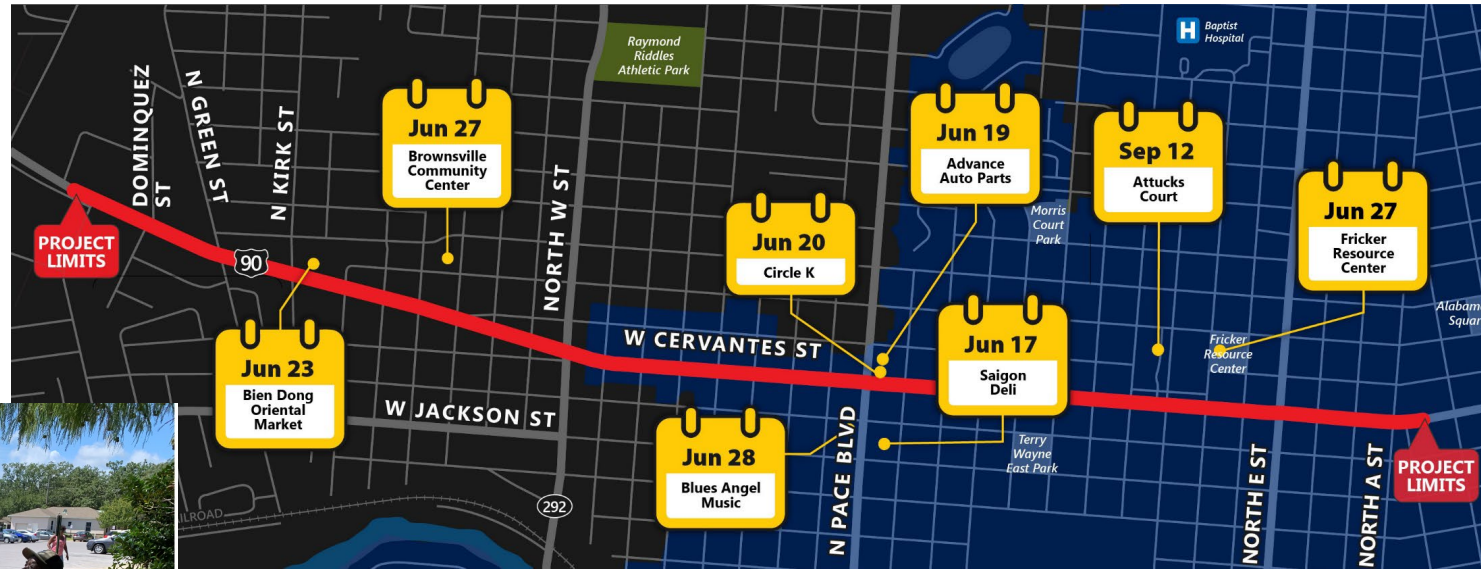 Raymond
Riddles
Athletic Park
H
Baptist
Hospital
DOMINQUEZ
ST
N GREEN ST
N KIRK ST
Jun 27
Brownsville
Community
Center
NORTH W ST
Jun 19
Advance
Auto Parts
Sep 12
Attucks
Court
Jun 27
Fricker
Resource
Center
Morris
Court
Park
Jun 20
Circle K
PROJECT
LIMITS
90
Jun 23
Bien Dong
Oriental
Market
W CERVANTES ST
Jun 17
Saigon
Deli
Fricker
Resource
Center
Alabama
Squar
W JACKSON ST
Jun 28
Blues Angel
Music
N PACE BLVD
Terry
Wayne
East Park
NORTH E ST
NORTH A ST
PROJECT
LIMITS
292
ILROAD